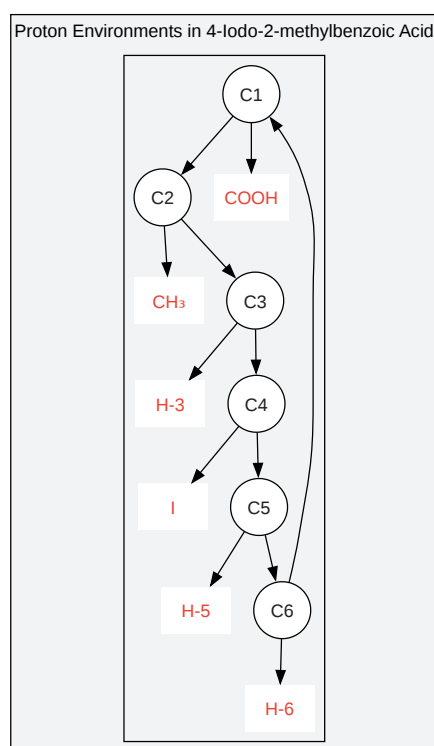 Proton Environments in 4-Iodo-2-methylbenzoic Acid
C1
C2
COOH
CH₃
C3
H-3
C4
I
C5
H-5
C6
H-6